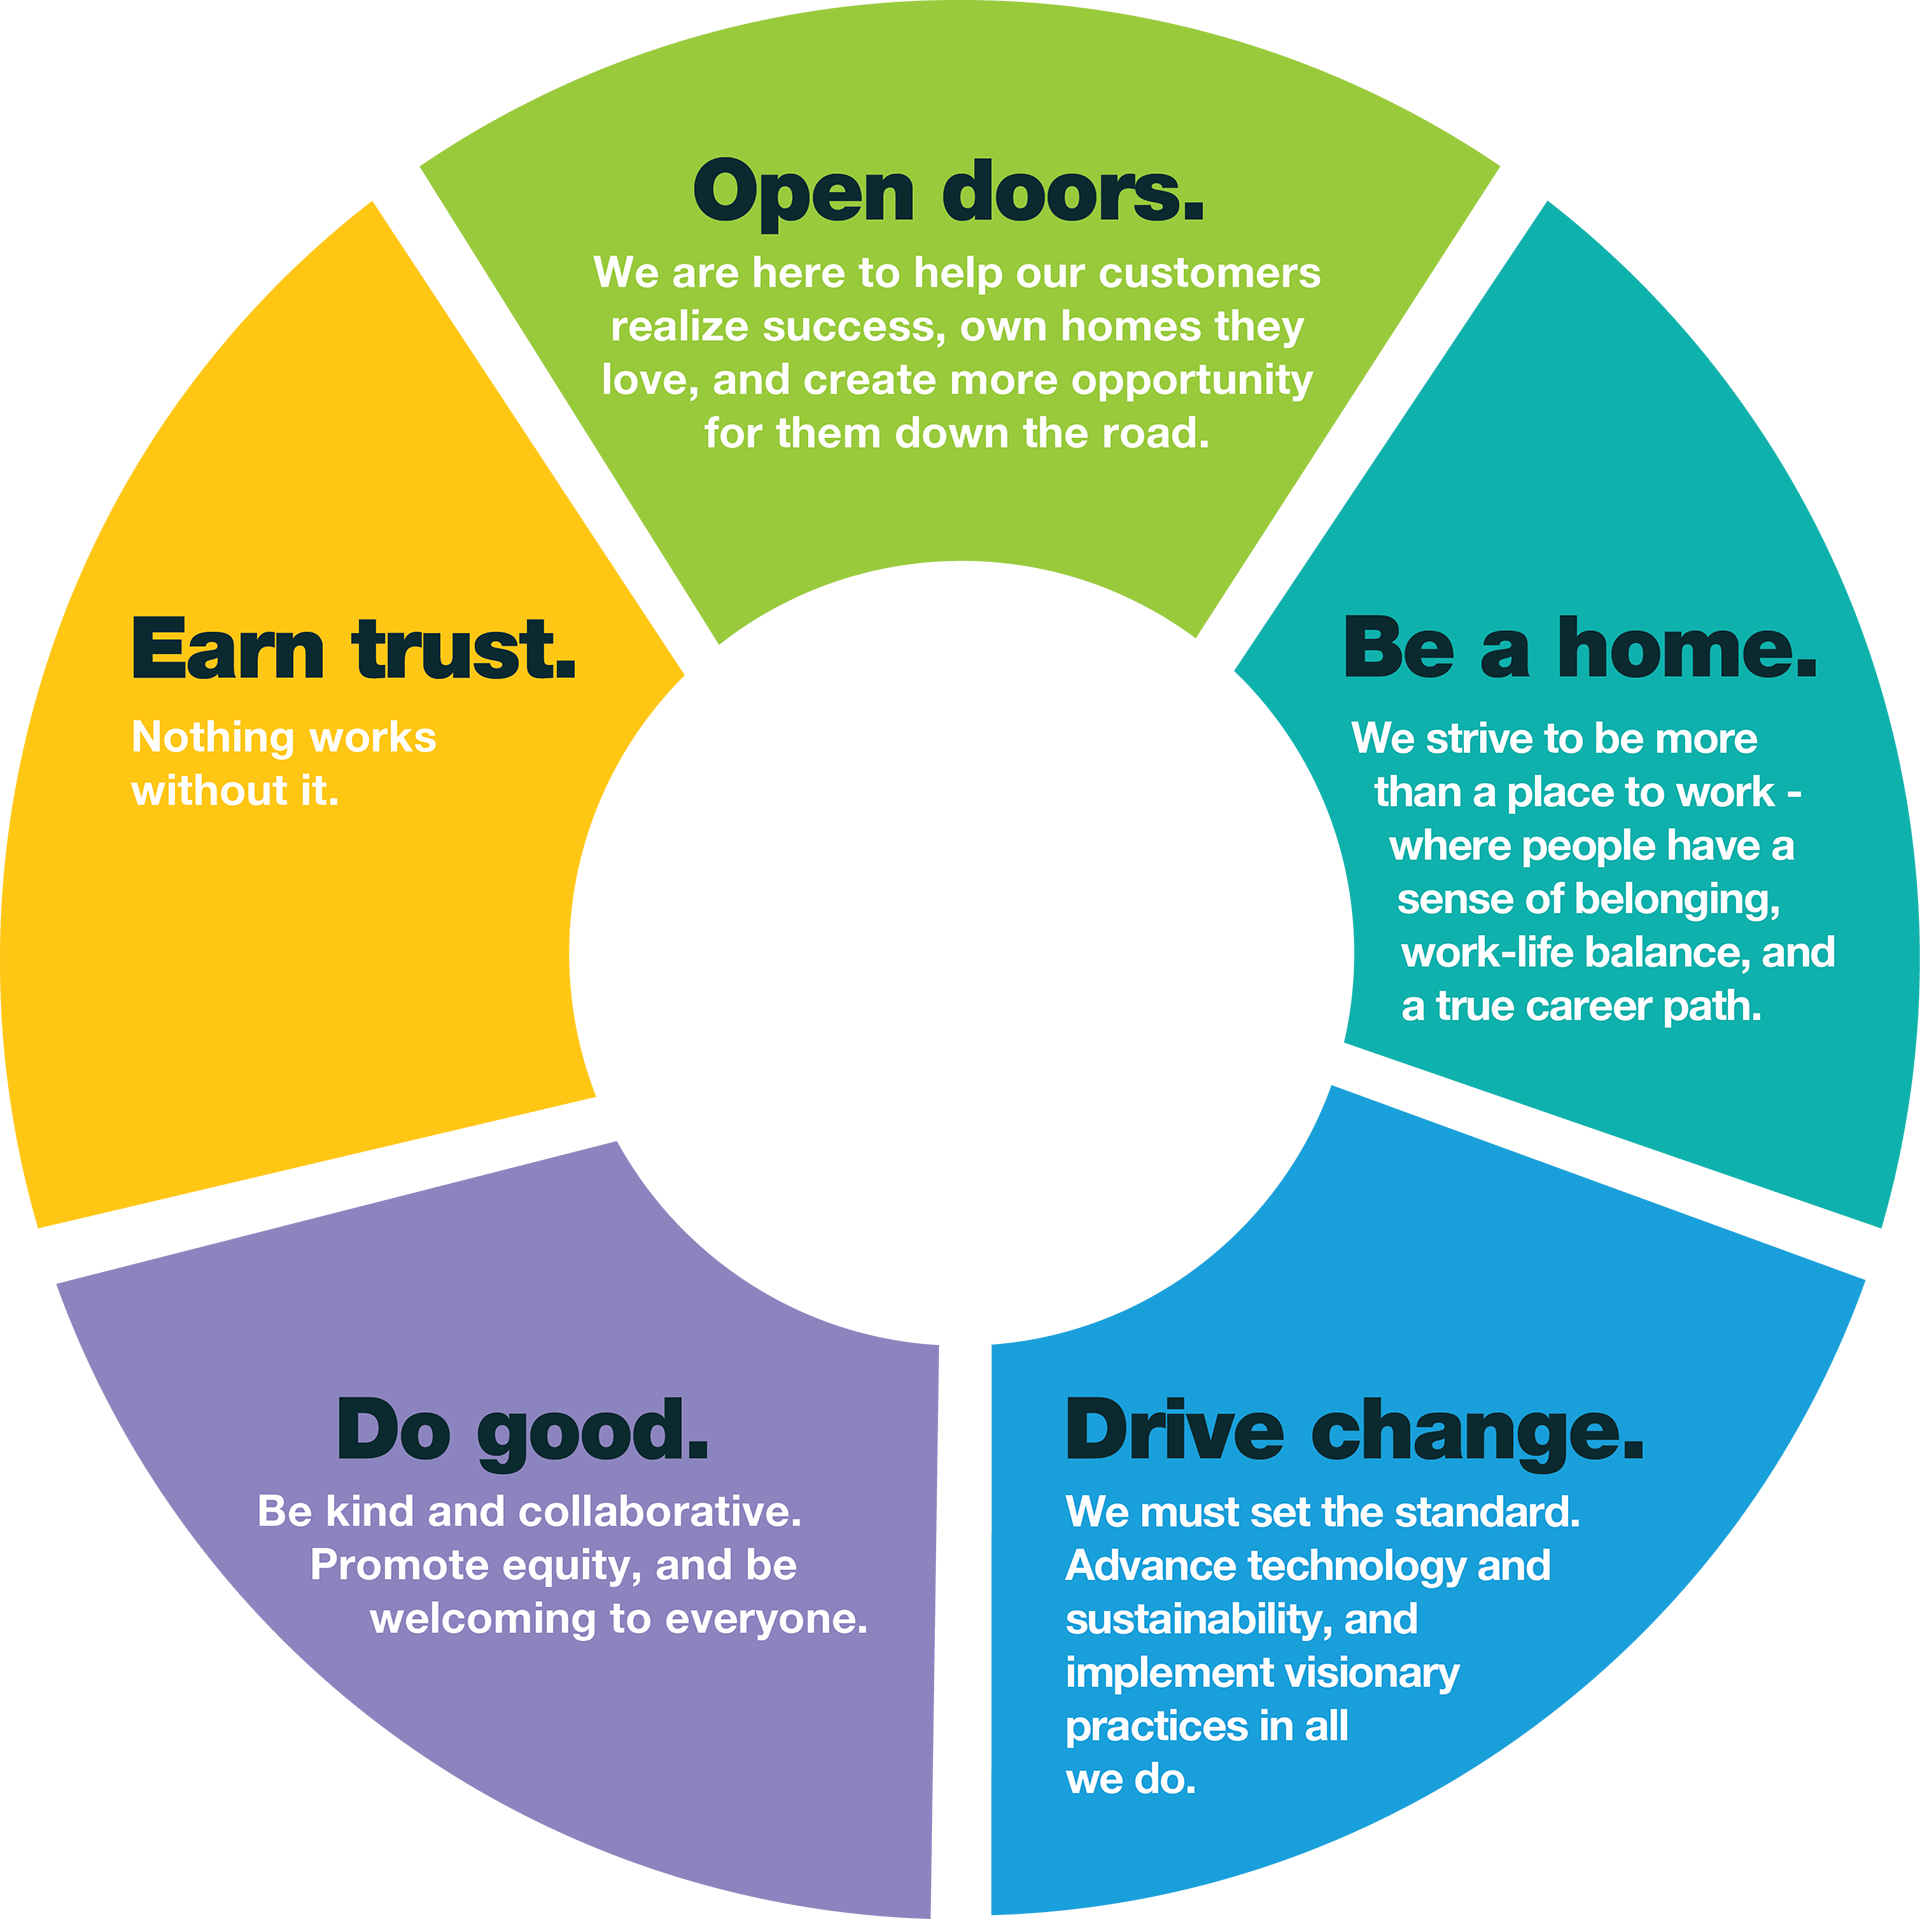 Open doors.
We are here to help our customers
realize success, own homes they
love, and create more opportunity
for them down the road.
Be a home.
We strive to be more
than a place to work -
where people have a
sense of belonging,
work-life balance, and
a true career path.
Drive change.
We must set the standard.
Advance technology and
sustainability, and
implement visionary
practices in all
we do.
Do good.
Be kind and collaborative.
Promote equity, and be
welcoming to everyone.
Earn trust.
Nothing works
without it.